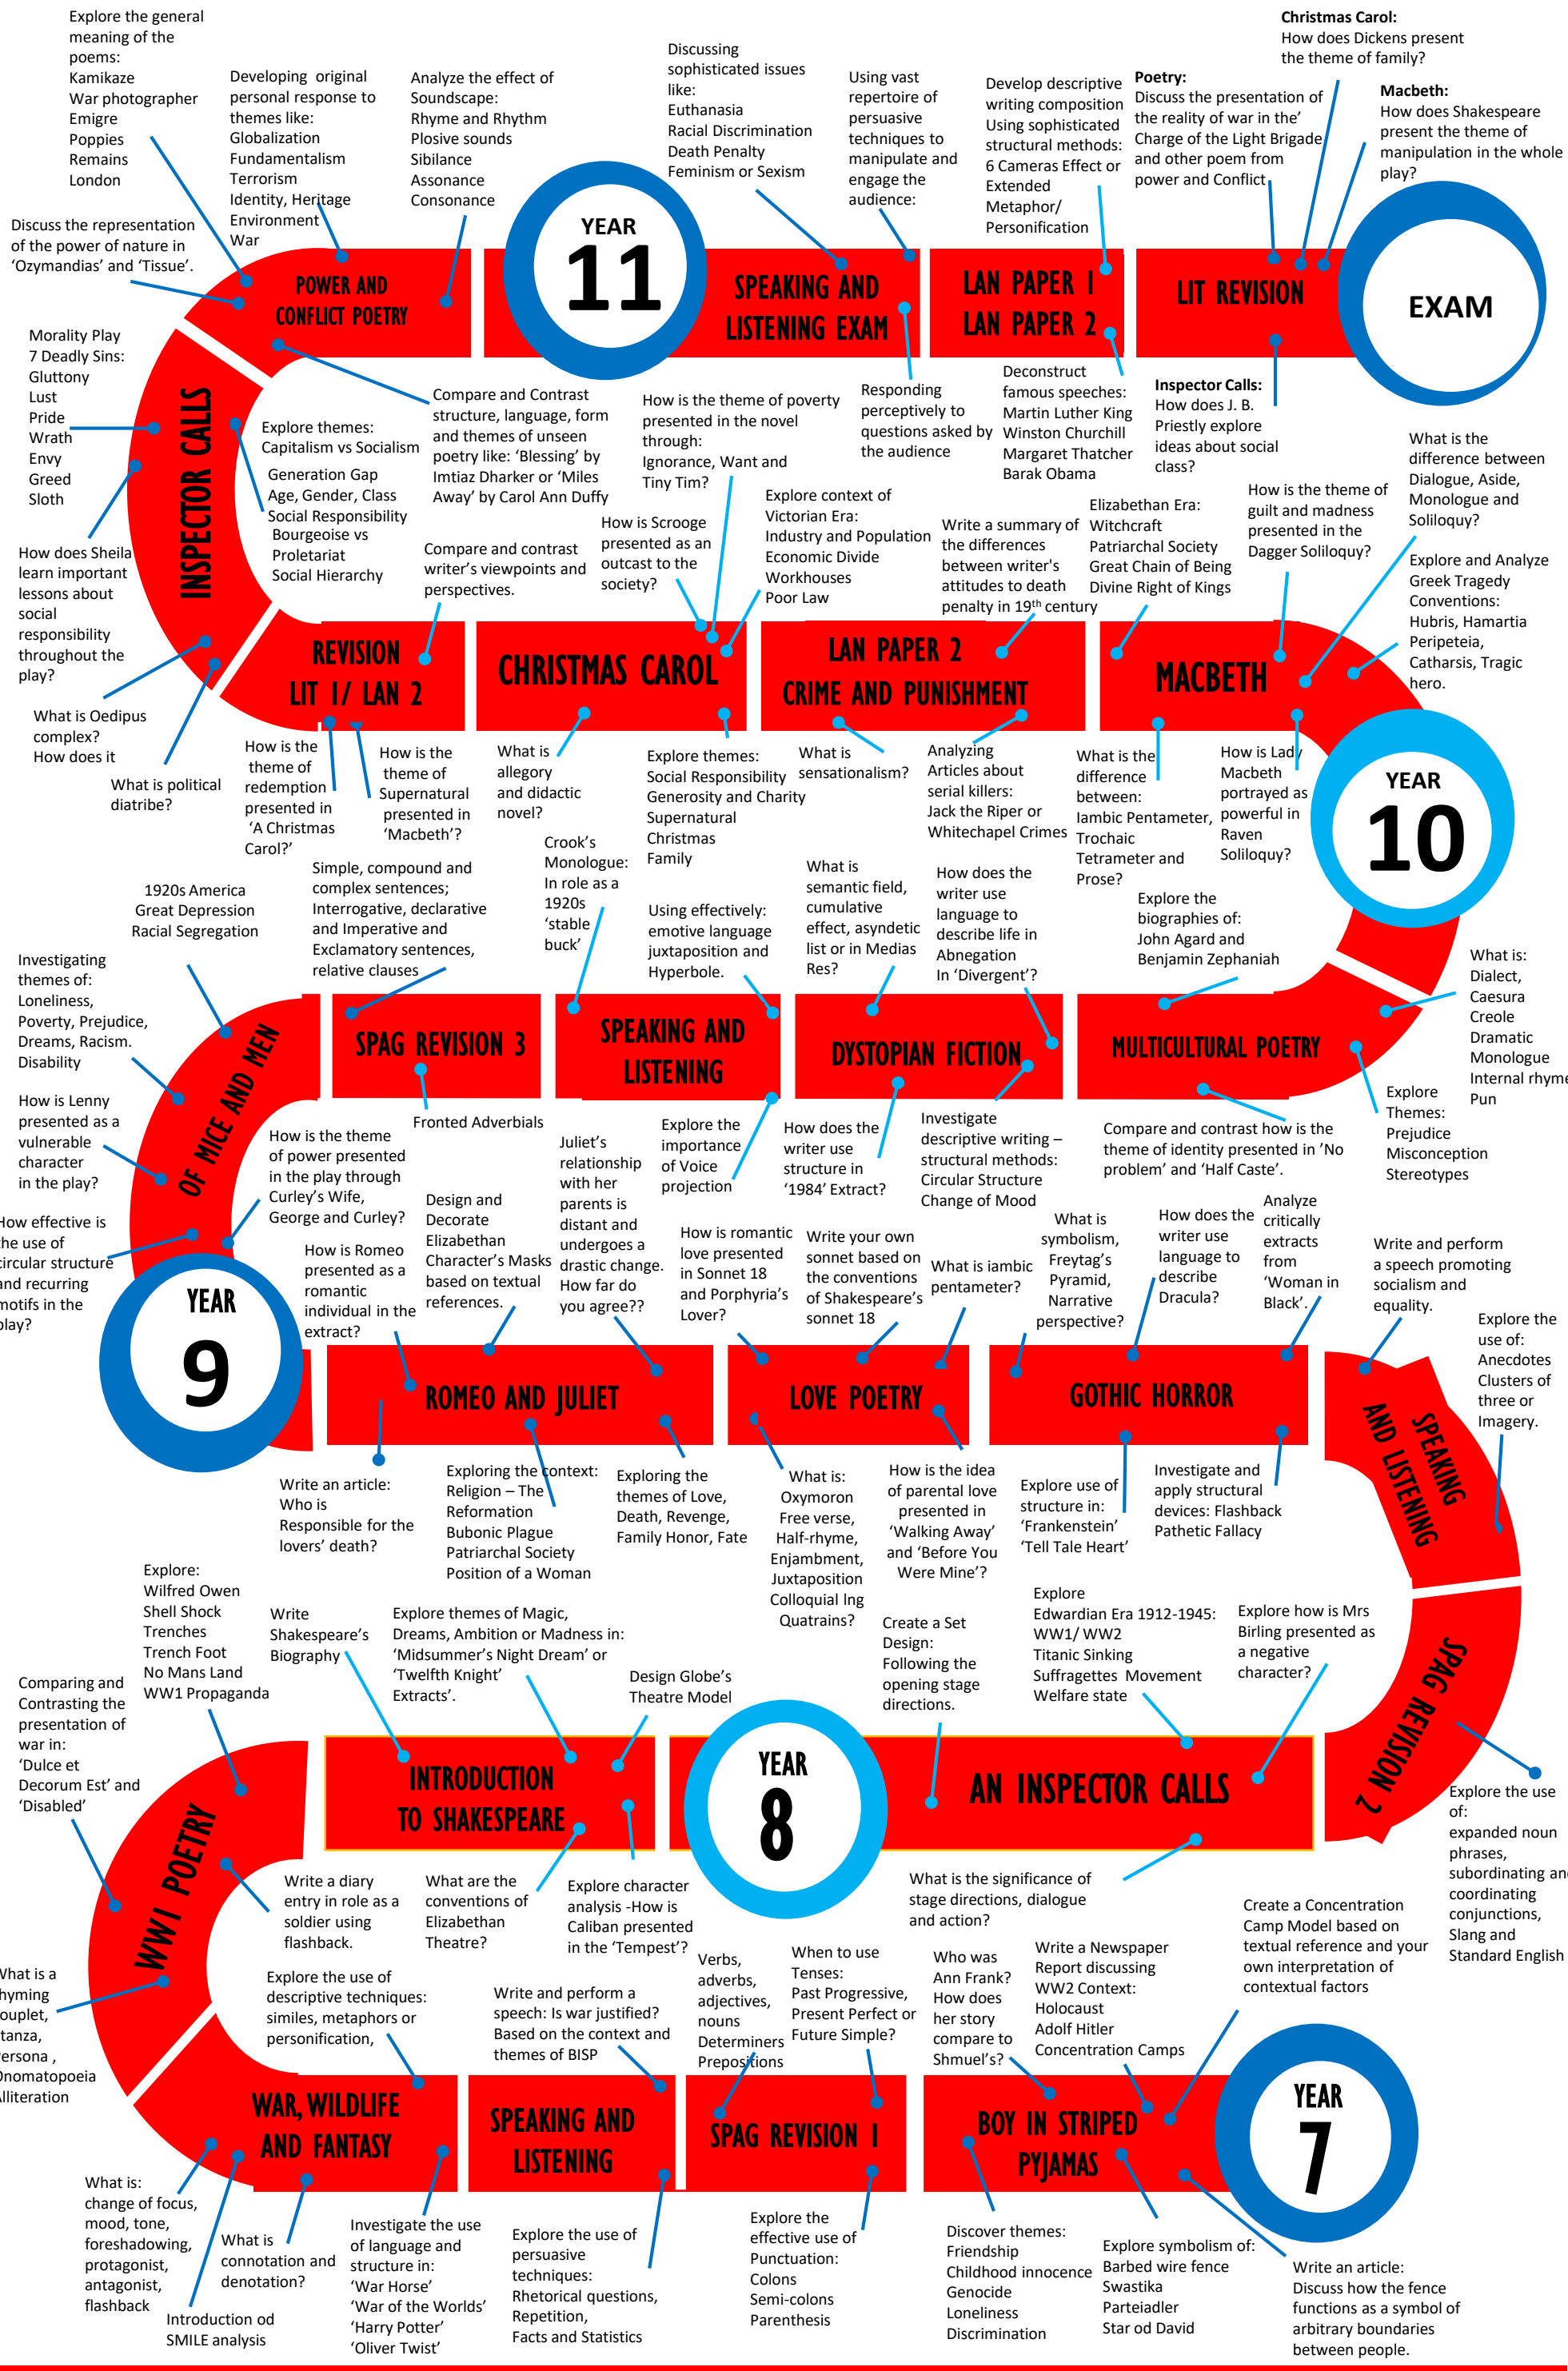 Explore the general
meaning of the
poems:
Kamikaze
War photographer
Emigre
Poppies
Remains
London
Developing original
personal response to
themes like:
Globalization
Fundamentalism
Terrorism
Identity, Heritage
Environment
War
Analyze the effect of
Soundscape:
Rhyme and Rhythm
Plosive sounds
Sibilance
Assonance
Consonance
Discussing
sophisticated issues
like:
Euthanasia
Racial Discrimination
Death Penalty
Feminism or Sexism
Using vast
repertoire of
persuasive
techniques to
manipulate and
engage the
audience:
Develop descriptive
writing composition
Using sophisticated
structural methods:
6 Cameras Effect or
Extended
Metaphor/
Personification
Poetry:
Discuss the presentation of
the reality of war in the’
Charge of the Light Brigade
and other poem from
power and Conflict
Christmas Carol:
How does Dickens present
the theme of family?
Macbeth:
How does Shakespeare
present the theme of
manipulation in the whole
play?
Discuss the representation
of the power of nature in
‘Ozymandias’ and ‘Tissue’.
POWER AND
CONFLICT POETRY
YEAR
11
SPEAKING AND
LISTENING EXAM
LAN PAPER 1
LAN PAPER 2
LIT REVISION
EXAM
Morality Play
7 Deadly Sins:
Gluttony
Lust
Pride
Wrath
Envy
Greed
Sloth
INSPECTOR CALLS
Explore themes:
Capitalism vs Socialism
Generation Gap
Age, Gender, Class
Social Responsibility
Bourgeoise vs
Proletariat
Social Hierarchy
Compare and Contrast
structure, language, form
and themes of unseen
poetry like: ‘Blessing’ by
Imtiaz Dharker or ‘Miles
Away’ by Carol Ann Duffy
How is the theme of poverty
presented in the novel
through:
Ignorance, Want and
Tiny Tim?
Responding
perceptively to
questions asked by
the audience
Deconstruct
famous speeches:
Martin Luther King
Winston Churchill
Margaret Thatcher
Barak Obama
Inspector Calls:
How does J. B.
Priestly explore
ideas about social
class?
How does Sheila
learn important
lessons about
social
responsibility
throughout the
play?
Compare and contrast
writer’s viewpoints and
perspectives.
How is Scrooge
presented as an
outcast to the
society?
Explore context of
Victorian Era:
Industry and Population
Economic Divide
Workhouses
Poor Law
Write a summary of
the differences
between writer's
attitudes to death
penalty in 19th century
Elizabethan Era:
Witchcraft
Patriarchal Society
Great Chain of Being
Divine Right of Kings
How is the theme of
guilt and madness
presented in the
Dagger Soliloquy?
What is the
difference between
Dialogue, Aside,
Monologue and
Soliloquy?
Explore and Analyze
Greek Tragedy
Conventions:
Hubris, Hamartia
Peripeteia,
Catharsis, Tragic
hero.
REVISION
LIT 1/ LAN 2
CHRISTMAS CAROL
LAN PAPER 2
CRIME AND PUNISHMENT
MACBETH
What is Oedipus
complex?
How does it
What is political
diatribe?
How is the
theme of
redemption
presented in
‘A Christmas
Carol?’
How is the
theme of
Supernatural
presented in
‘Macbeth’?
What is
allegory
and didactic
novel?
Explore themes:
Social Responsibility
Generosity and Charity
Supernatural
Christmas
Family
What is
sensationalism?
Analyzing
Articles about
serial killers:
Jack the Riper or
Whitechapel Crimes
What is the
difference
between:
Iambic Pentameter,
Trochaic
Tetrameter and
Prose?
How is Lady
Macbeth
portrayed as
powerful in
Raven
Soliloquy?
YEAR
10
1920s America
Great Depression
Racial Segregation
Simple, compound and
complex sentences;
Interrogative, declarative
and Imperative and
Exclamatory sentences,
relative clauses
Crook’s
Monologue:
In role as a
1920s
‘stable
buck’
Using effectively:
emotive language
juxtaposition and
Hyperbole.
What is
semantic field,
cumulative
effect, asyndetic
list or in Medias
Res?
How does the
writer use
language to
describe life in
Abnegation
In ‘Divergent’?
Explore the
biographies of:
John Agard and
Benjamin Zephaniah
What is:
Dialect,
Caesura
Creole
Dramatic
Monologue
Internal rhyme
Pun
Investigating
themes of:
Loneliness,
Poverty, Prejudice,
Dreams, Racism.
Disability
OF MICE AND MEN
SPAG REVISION 3
SPEAKING AND
LISTENING
DYSTOPIAN FICTION
MULTICULTURAL POETRY
How is Lenny
presented as a
vulnerable
character
in the play?
How is the theme
of power presented
in the play through
Curley’s Wife,
George and Curley?
Fronted Adverbials
Explore the
importance
of Voice
projection
How does the
writer use
structure in
‘1984’ Extract?
Investigate
descriptive writing –
structural methods:
Circular Structure
Change of Mood
Compare and contrast how is the
theme of identity presented in ’No
problem’ and ‘Half Caste’.
Explore
Themes:
Prejudice
Misconception
Stereotypes
How effective is
the use of
circular structure
and recurring
motifs in the
play?
YEAR
9
How is Romeo
presented as a
romantic
individual in the
extract?
Design and
Decorate
Elizabethan
Character’s Masks
based on textual
references.
Juliet’s
relationship
with her
parents is
distant and
undergoes a
drastic change.
How far do
you agree??
How is romantic
love presented
in Sonnet 18
and Porphyria’s
Lover?
Write your own
sonnet based on
the conventions
of Shakespeare’s
sonnet 18
What is iambic
pentameter?
What is
symbolism,
Freytag’s
Pyramid,
Narrative
perspective?
How does the
writer use
language to
describe
Dracula?
Analyze
critically
extracts
from
‘Woman in
Black’.
Write and perform
a speech promoting
socialism and
equality.
Explore the
use of:
Anecdotes
Clusters of
three or
Imagery.
ROMEO AND JULIET
LOVE POETRY
GOTHIC HORROR
SPEAKING
AND LISTENING
Write an article:
Who is
Responsible for the
lovers’ death?
Exploring the context:
Religion – The
Reformation
Bubonic Plague
Patriarchal Society
Position of a Woman
Exploring the
themes of Love,
Death, Revenge,
Family Honor, Fate
What is:
Oxymoron
Free verse,
Half-rhyme,
Enjambment,
Juxtaposition
Colloquial lng
Quatrains?
How is the idea
of parental love
presented in
‘Walking Away’
and ‘Before You
Were Mine’?
Explore use of
structure in:
‘Frankenstein’
‘Tell Tale Heart’
Investigate and
apply structural
devices: Flashback
Pathetic Fallacy
SPAG REVISION 2
Explore:
Wilfred Owen
Shell Shock
Trenches
Trench Foot
No Mans Land
WW1 Propaganda
Write
Shakespeare’s
Biography
Explore themes of Magic,
Dreams, Ambition or Madness in:
‘Midsummer’s Night Dream’ or
‘Twelfth Knight’
Extracts’.
Design Globe’s
Theatre Model
Create a Set
Design:
Following the
opening stage
directions.
Explore
Edwardian Era 1912-1945:
WW1/ WW2
Titanic Sinking
Suffragettes Movement
Welfare state
Explore how is Mrs
Birling presented as
a negative
character?
Comparing and
Contrasting the
presentation of
war in:
‘Dulce et
Decorum Est’ and
‘Disabled’
INTRODUCTION
TO SHAKESPEARE
YEAR
8
AN INSPECTOR CALLS
Explore the use
of:
expanded noun
phrases,
subordinating and
coordinating
conjunctions,
Slang and
Standard English
WW1 POETRY
Write a diary
entry in role as a
soldier using
flashback.
What are the
conventions of
Elizabethan
Theatre?
Explore character
analysis -How is
Caliban presented
in the ‘Tempest’?
What is the significance of
stage directions, dialogue
and action?
Create a Concentration
Camp Model based on
textual reference and your
own interpretation of
contextual factors
What is a
rhyming
couplet,
stanza,
Persona ,
Onomatopoeia
Alliteration
Explore the use of
descriptive techniques:
similes, metaphors or
personification,
Write and perform a
speech: Is war justified?
Based on the context and
themes of BISP
Verbs,
adverbs,
adjectives,
nouns
Determiners
Prepositions
When to use
Tenses:
Past Progressive,
Present Perfect or
Future Simple?
Who was
Ann Frank?
How does
her story
compare to
Shmuel’s?
Write a Newspaper
Report discussing
WW2 Context:
Holocaust
Adolf Hitler
Concentration Camps
WAR, WILDLIFE
AND FANTASY
SPEAKING AND
LISTENING
SPAG REVISION 1
BOY IN STRIPED
PYJAMAS
YEAR
7
What is:
change of focus,
mood, tone,
foreshadowing,
protagonist,
antagonist,
flashback
Introduction od
SMILE analysis
What is
connotation and
denotation?
Investigate the use
of language and
structure in:
‘War Horse’
‘War of the Worlds’
‘Harry Potter’
‘Oliver Twist’
Explore the use of
persuasive
techniques:
Rhetorical questions,
Repetition,
Facts and Statistics
Explore the
effective use of
Punctuation:
Colons
Semi-colons
Parenthesis
Discover themes:
Friendship
Childhood innocence
Genocide
Loneliness
Discrimination
Explore symbolism of:
Barbed wire fence
Swastika
Parteiadler
Star od David
Write an article:
Discuss how the fence
functions as a symbol of
arbitrary boundaries
between people.